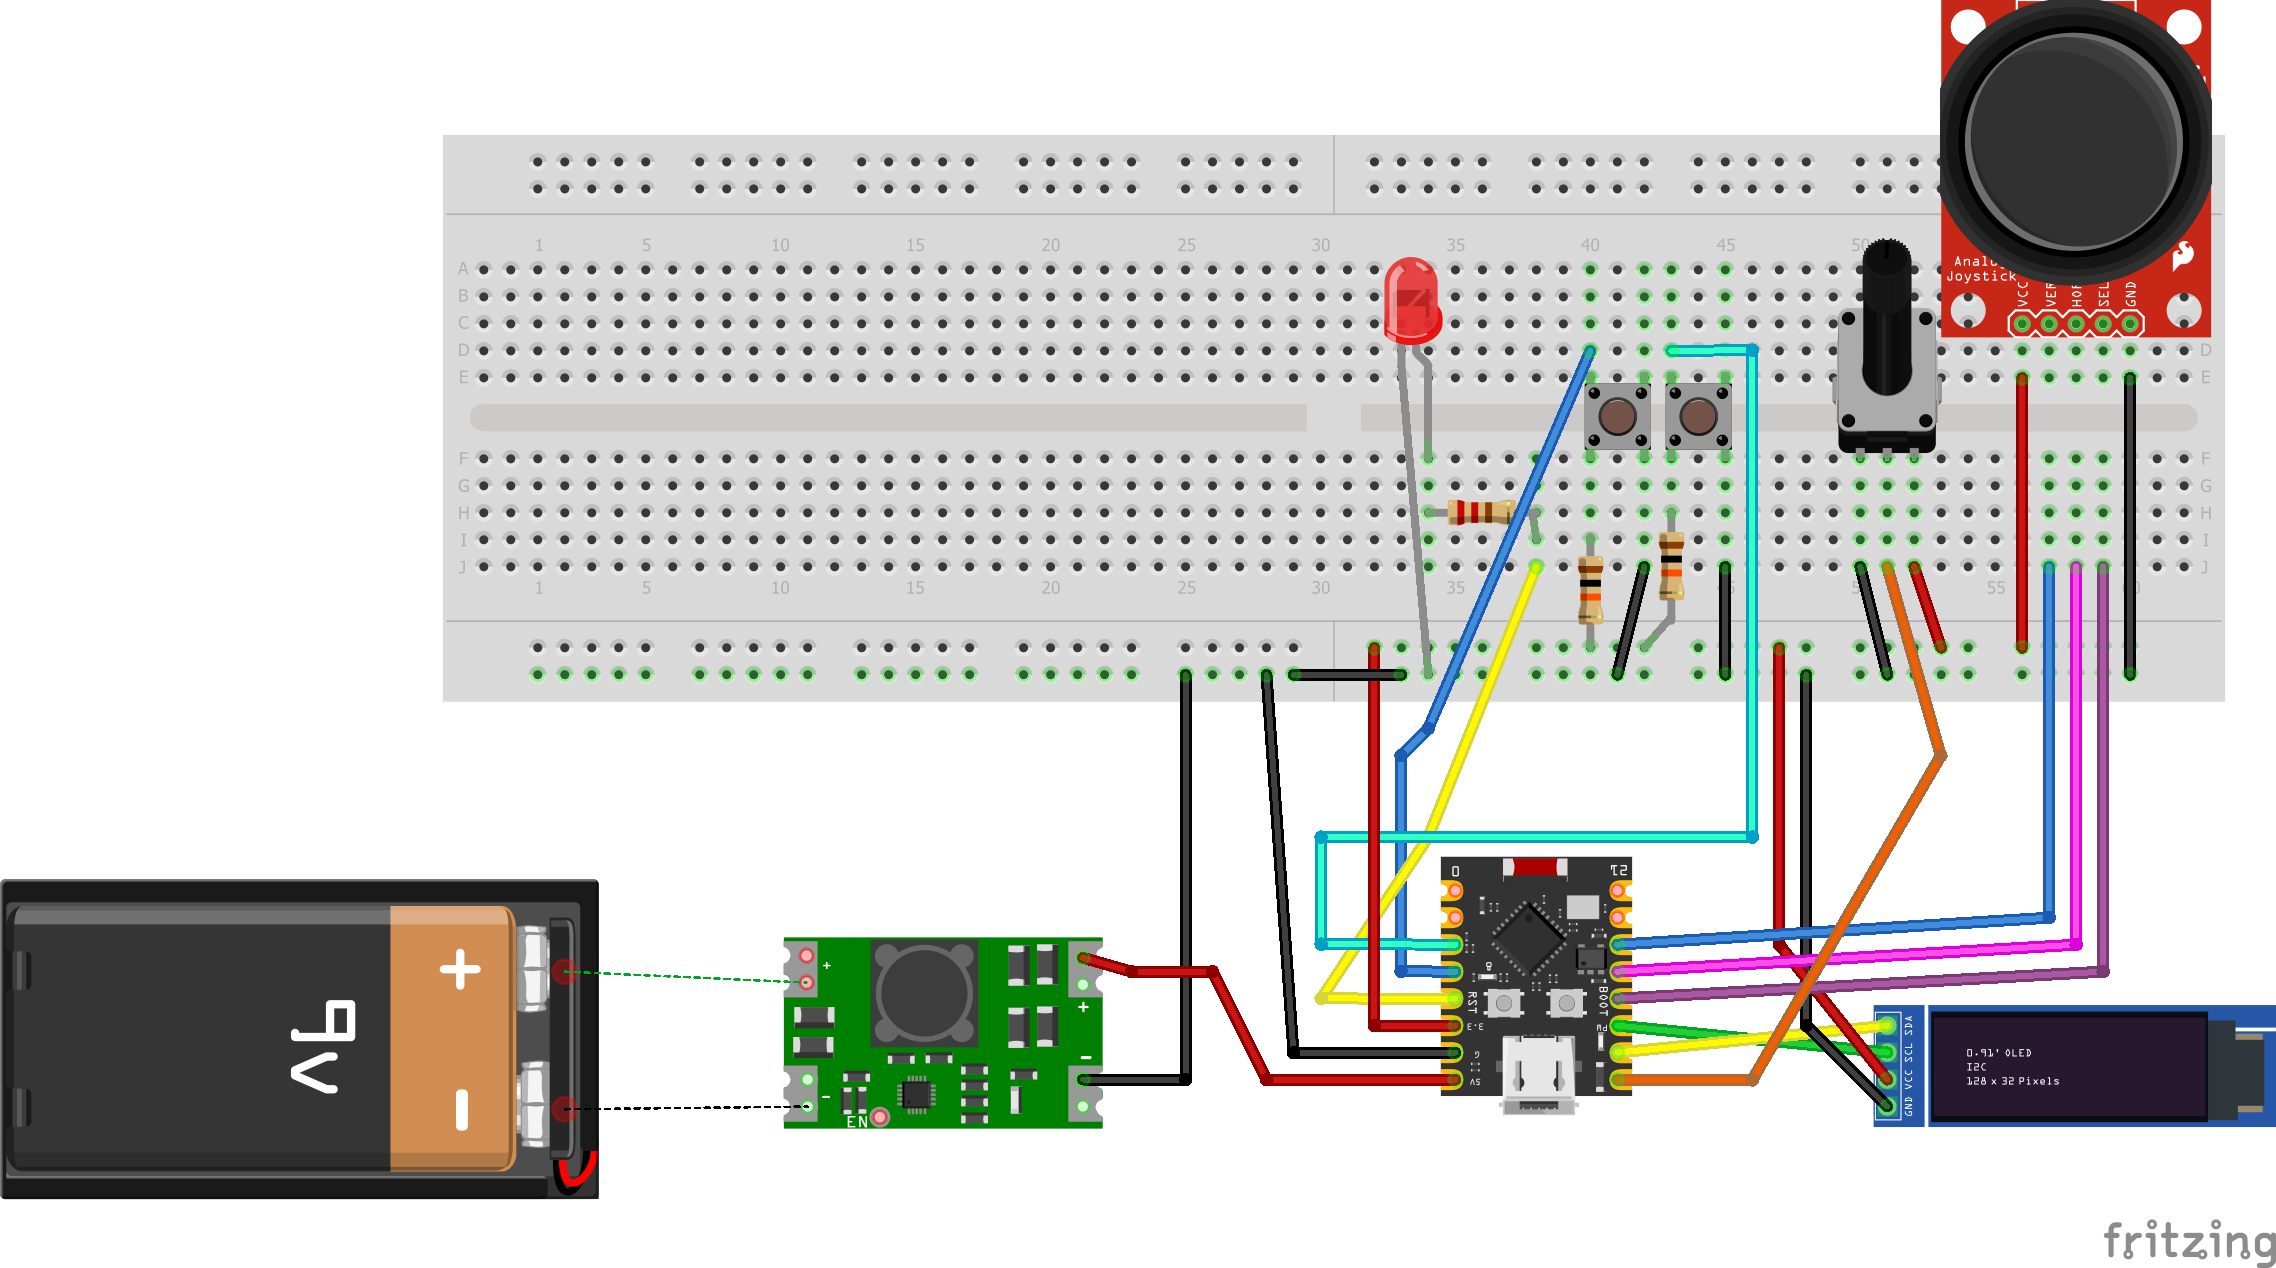 Analog
Joystick
VCC
VER
HOR
SEL
GND
1 5 10 15 20 25 30 35 40 45 50
A
B
C
D D
E E
F F
G G
H H
I I
J J
1 5 10 15 20 25 30 35 55 60
0 21
RST BOOT
3.3
G
5V
+ 9V -
+ +
- -
EN
SDA
SCL
VCC
GND
0.91' OLED
I2C
128 x 32 Pixels
fritzing